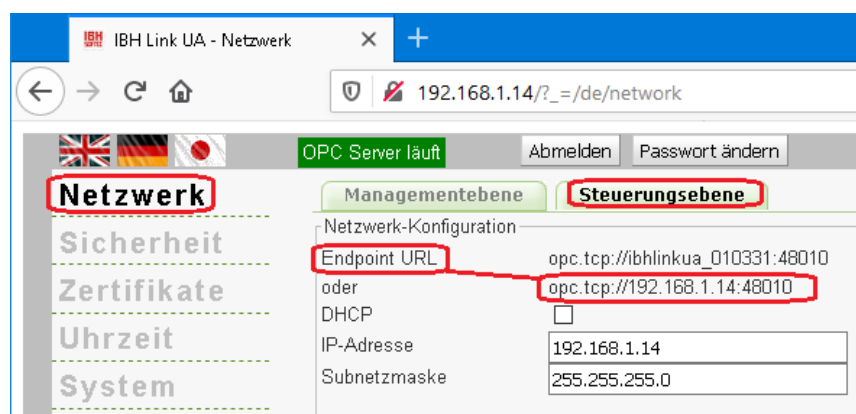 IBH SOFTEC IBH Link UA - Netzwerk
192.168.1.14/?_=/de/network
OPC Server läuft Abmelden Passwort ändern
Netzwerk
Managementebene Steuerungsebene
Netzwerk-Konfiguration
Sicherheit
Endpoint URL opc.tcp://ibhlinkua_010331:48010
Zertifikate
oder opc.tcp://192.168.1.14:48010
DHCP
Uhrzeit
IP-Adresse 192.168.1.14
System
Subnetzmaske 255.255.255.0